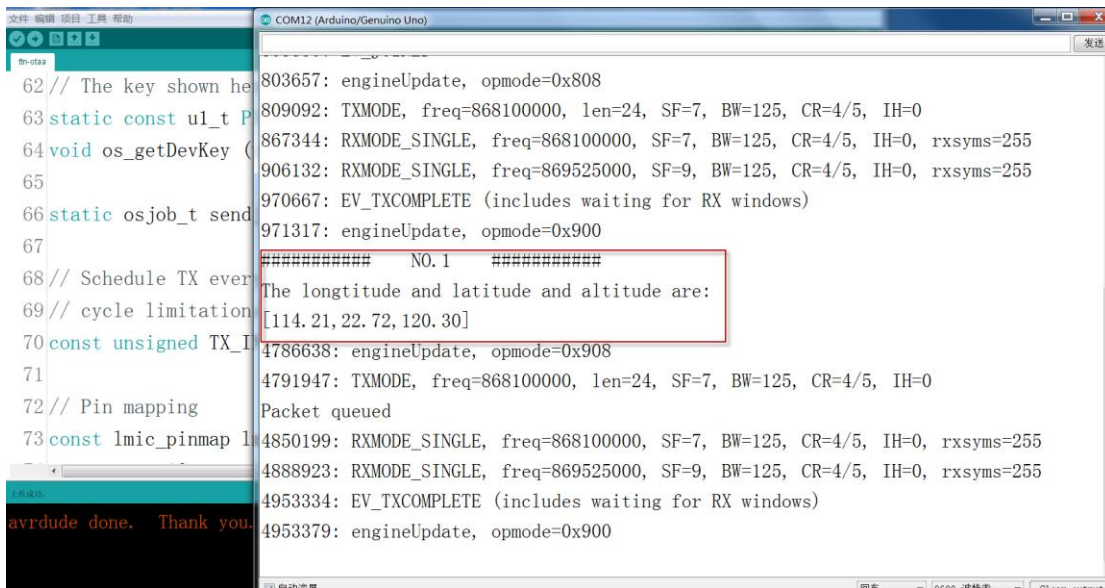 文件 编辑 项目 工具 帮助
ttn-otaa
62 // The key shown he
63 static const u1_t P
64 void os_getDevKey (
65
66 static osjob_t send
67
68 // Schedule TX ever
69 // cycle limitation
70 const unsigned TX_I
71
72 // Pin mapping
73 const lmic_pinmap l
上传成功。
avrdude done. Thank you.
COM12 (Arduino/Genuino Uno)
发送
803657: engineUpdate, opmode=0x808
809092: TXMODE, freq=868100000, len=24, SF=7, BW=125, CR=4/5, IH=0
867344: RXMODE_SINGLE, freq=868100000, SF=7, BW=125, CR=4/5, IH=0, rxsyms=255
906132: RXMODE_SINGLE, freq=869525000, SF=9, BW=125, CR=4/5, IH=0, rxsyms=255
970667: EV_TXCOMPLETE (includes waiting for RX windows)
971317: engineUpdate, opmode=0x900
########### NO.1 ###########
The longtitude and latitude and altitude are:
[114.21,22.72,120.30]
4786638: engineUpdate, opmode=0x908
4791947: TXMODE, freq=868100000, len=24, SF=7, BW=125, CR=4/5, IH=0
Packet queued
4850199: RXMODE_SINGLE, freq=868100000, SF=7, BW=125, CR=4/5, IH=0, rxsyms=255
4888923: RXMODE_SINGLE, freq=869525000, SF=9, BW=125, CR=4/5, IH=0, rxsyms=255
4953334: EV_TXCOMPLETE (includes waiting for RX windows)
4953379: engineUpdate, opmode=0x900